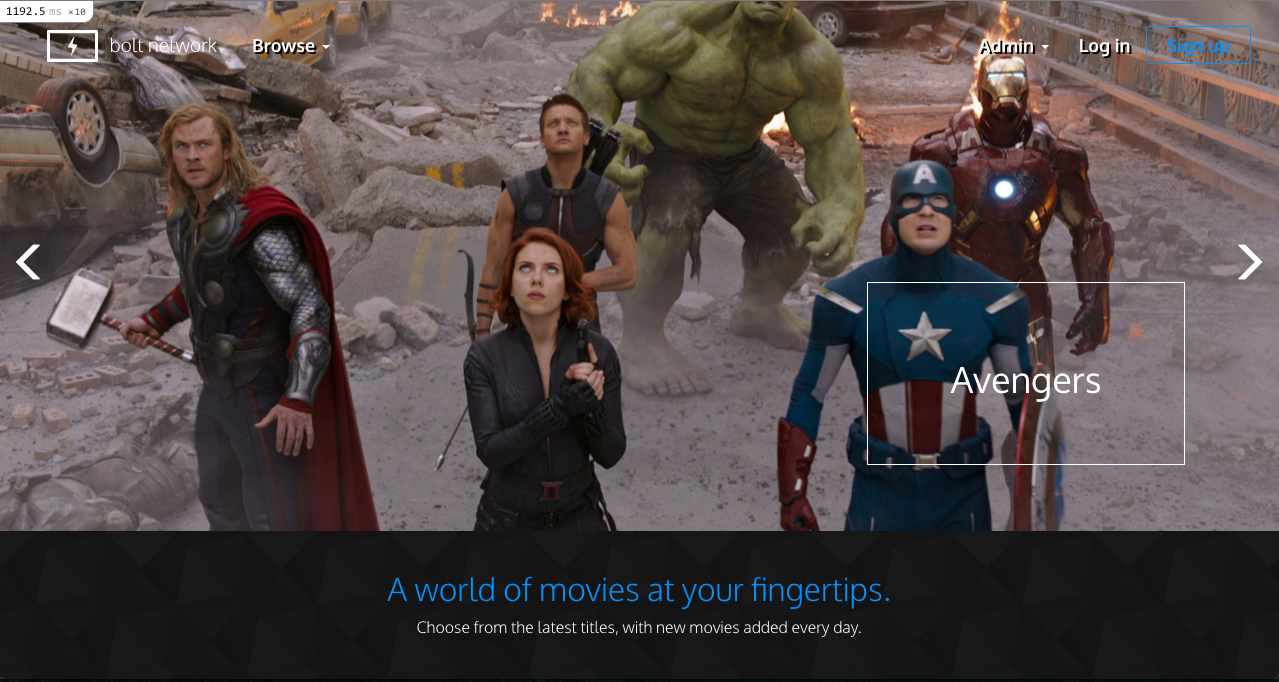 1192.5 ms ×10
bolt network Browse Admin Log in Sign up
A
Avengers
A world of movies at your fingertips.
Choose from the latest titles, with new movies added every day.